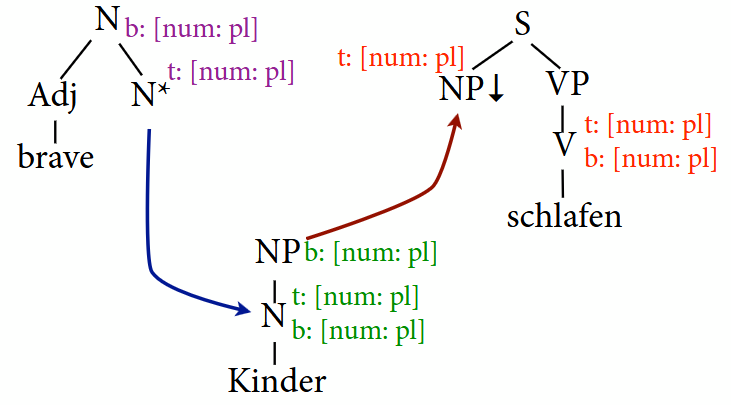 N b: [num: pl]
t: [num: pl]
Adj N*
brave
S
t: [num: pl]
NP↓ VP
V t: [num: pl]
b: [num: pl]
schlafen
NP b: [num: pl]
t: [num: pl]
N b: [num: pl]
Kinder